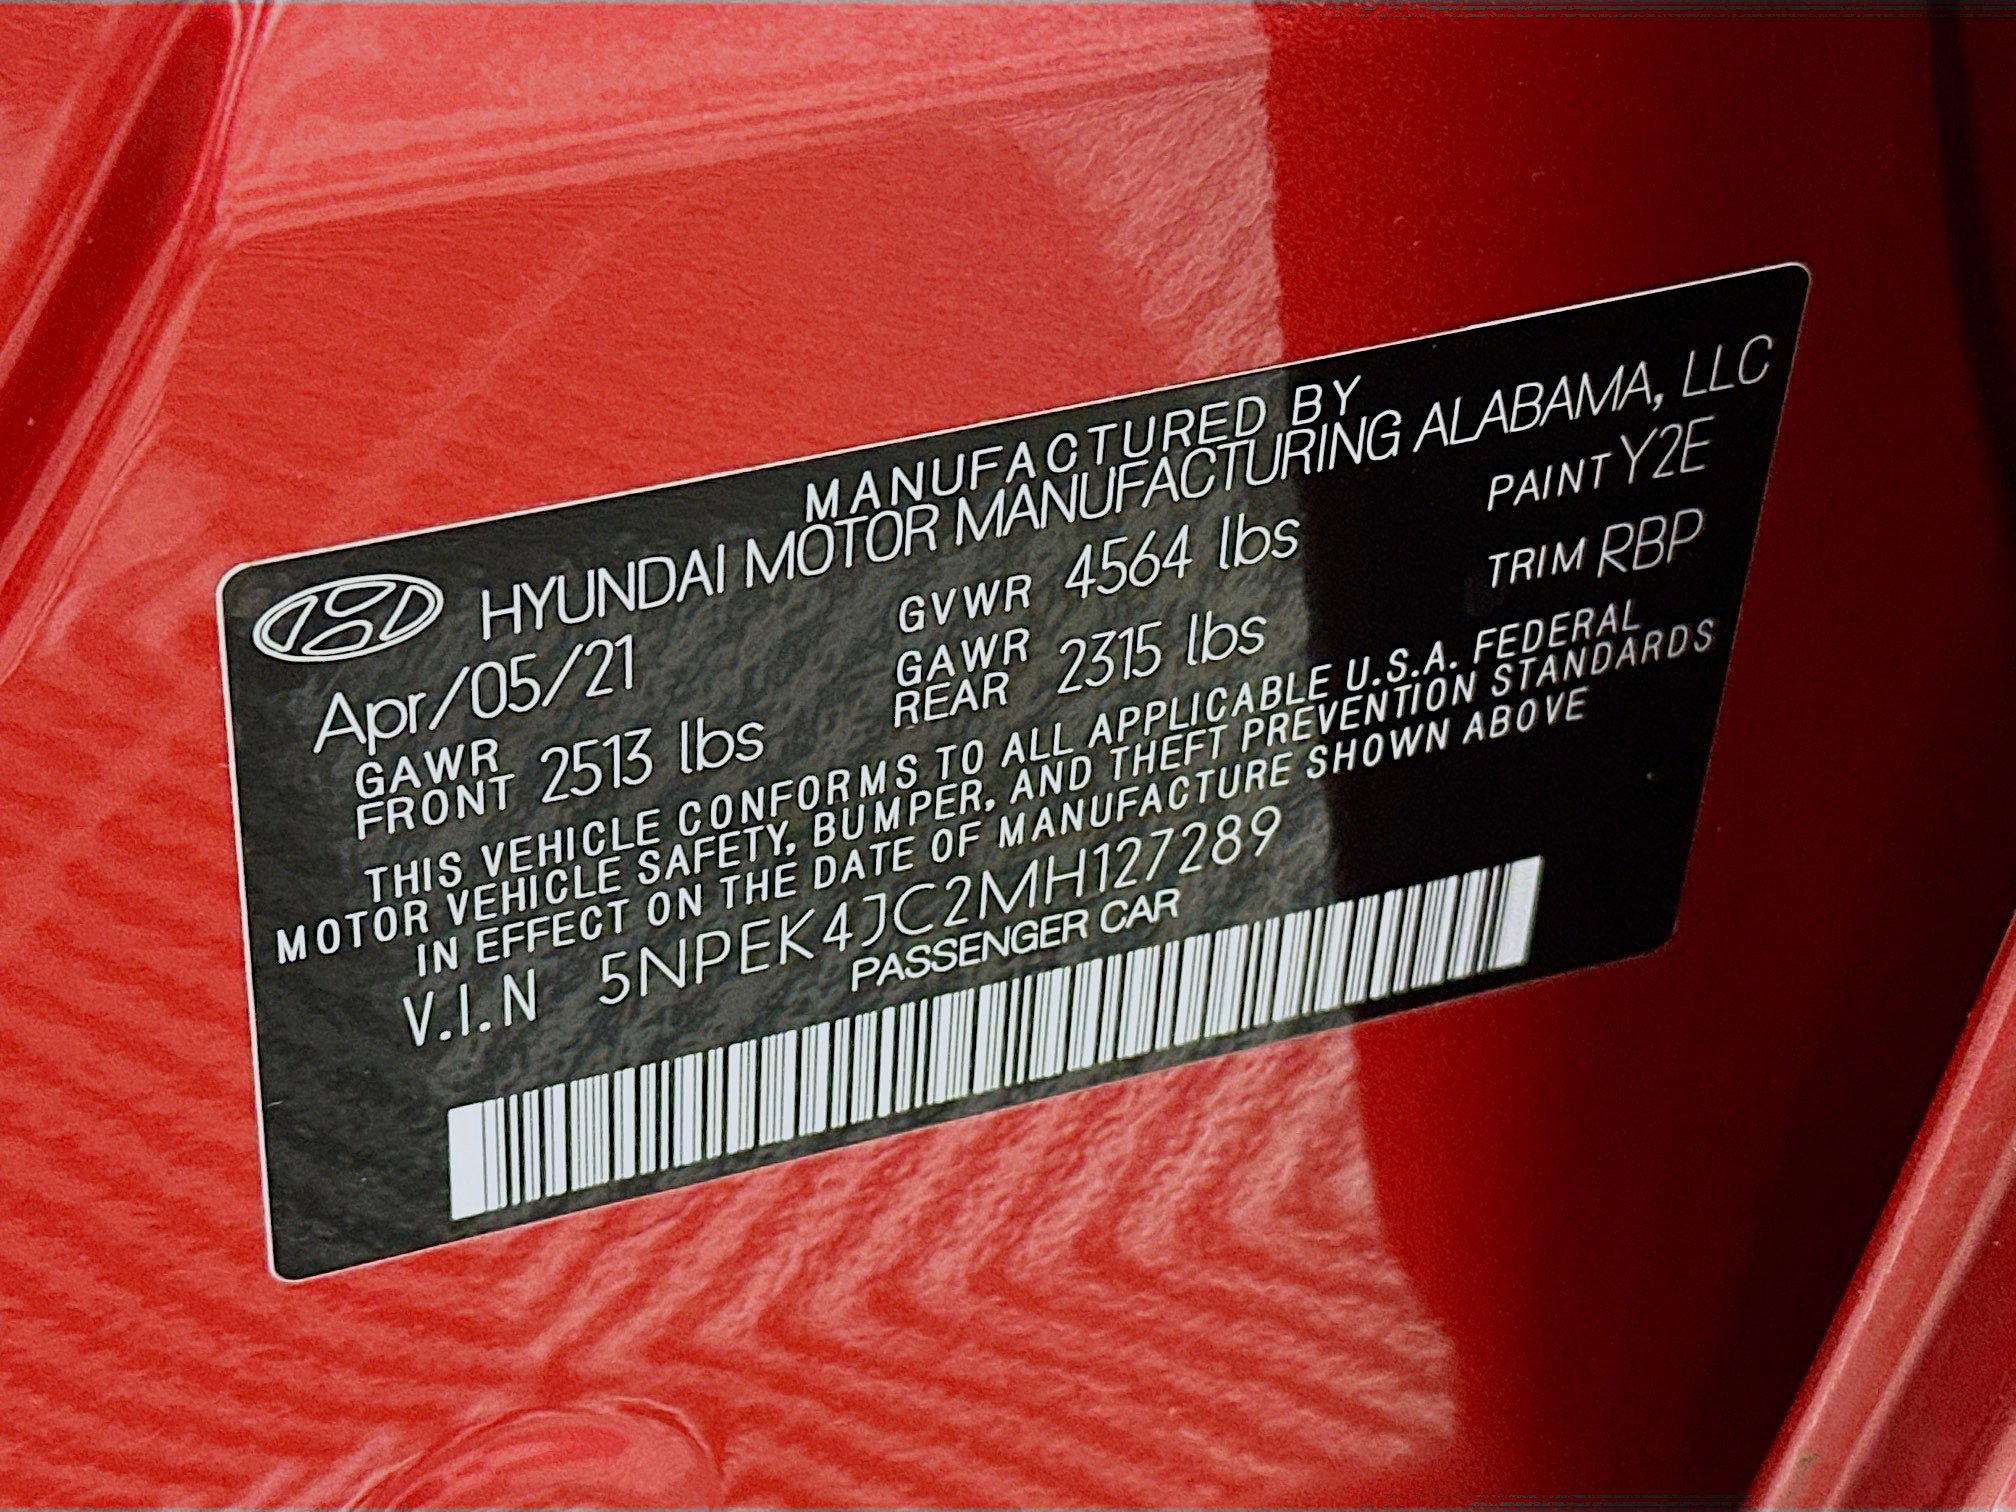 MANUFACTURED BY
HYUNDAI MOTOR MANUFACTURING ALABAMA, LLC
Apr/05/21 GVWR 4564 lbs PAINT Y2E
GAWR FRONT 2513 lbs GAWR REAR 2315 lbs TRIM RBP
THIS VEHICLE CONFORMS TO ALL APPLICABLE U.S.A. FEDERAL
MOTOR VEHICLE SAFETY, BUMPER, AND THEFT PREVENTION STANDARDS
IN EFFECT ON THE DATE OF MANUFACTURE SHOWN ABOVE
V.I.N 5NPEK4JC2MH127289
PASSENGER CAR